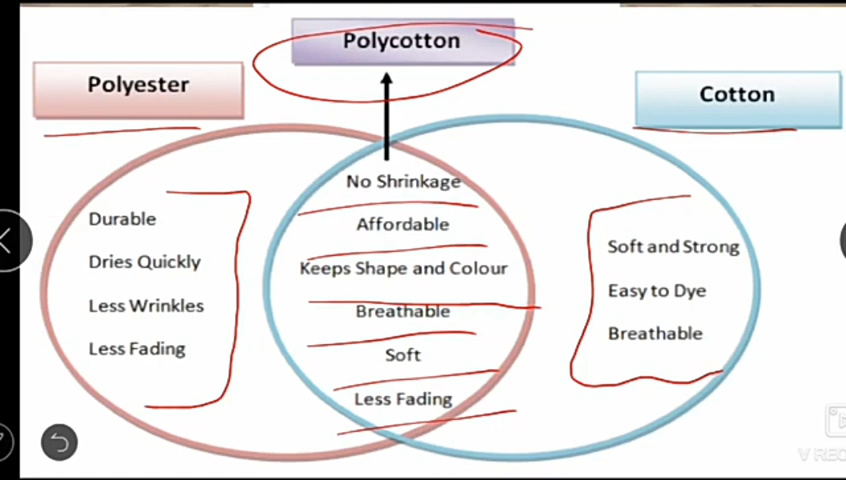 Polycotton
Polyester
Cotton
No Shrinkage
Affordable
Keeps Shape and Colour
Breathable
Soft
Less Fading
Durable
Dries Quickly
Less Wrinkles
Less Fading
Soft and Strong
Easy to Dye
Breathable
V REC